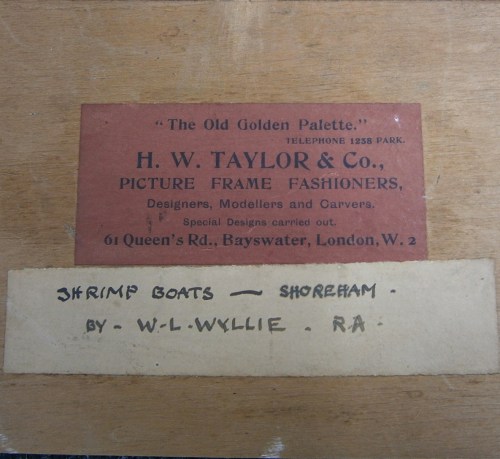 "The Old Golden Palette."
TELEPHONE 1258 PARK.
H. W. TAYLOR & Co.,
PICTURE FRAME FASHIONERS,
Designers, Modellers and Carvers.
Special Designs carried out.
61 Queen's Rd., Bayswater, London, W. 2
SHRIMP BOATS — SHOREHAM .
BY - W-L-WYLLIE . RA -